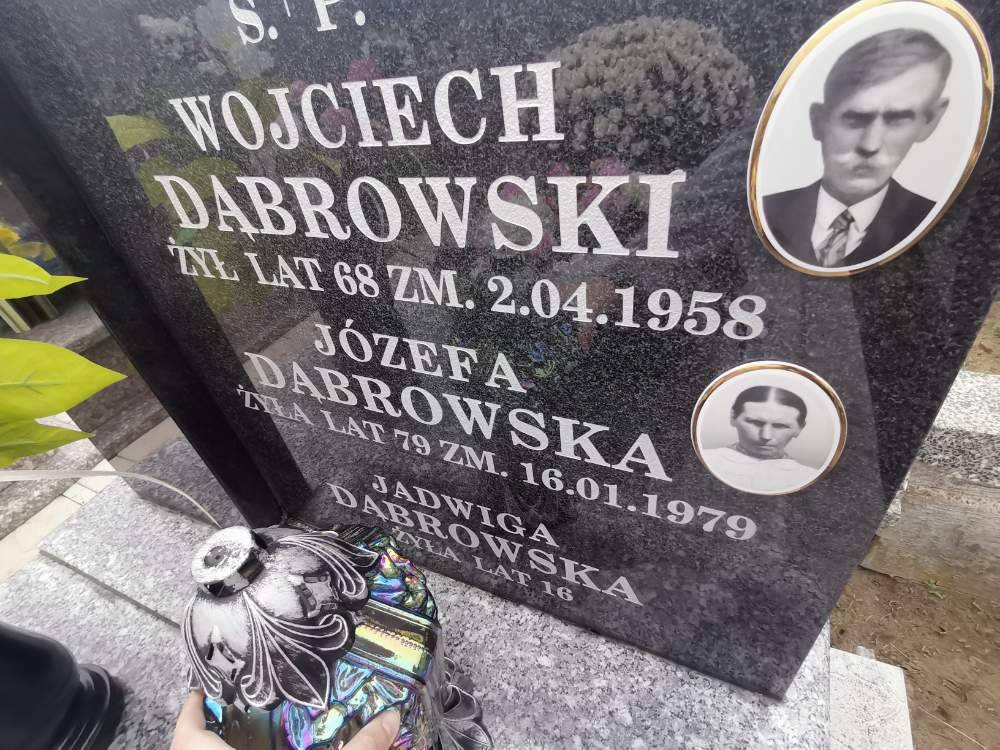 Ś. † P.
WOJCIECH
DĄBROWSKI
ŻYŁ LAT 68 ZM. 2.04.1958
JÓZEFA
DĄBROWSKA
ŻYŁA LAT 79 ZM. 16.01.1979
JADWIGA
DĄBROWSKA
ŻYŁA LAT 16